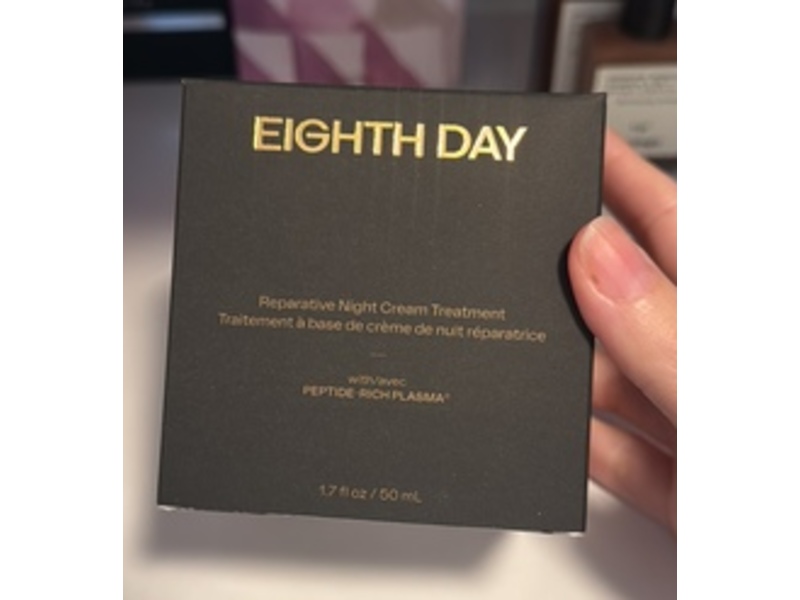 EIGHTH DAY
Reparative Night Cream Treatment
Traitement à base de crème de nuit réparatrice
with/avec
PEPTIDE-RICH PLASMA®
1.7 fl oz / 50 mL